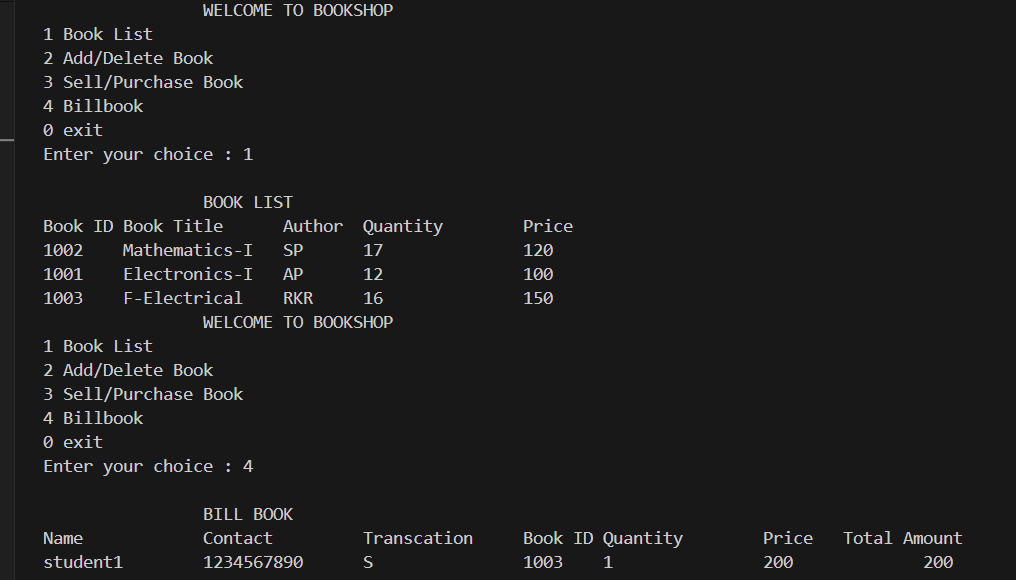 WELCOME TO BOOKSHOP
1 Book List
2 Add/Delete Book
3 Sell/Purchase Book
4 Billbook
0 exit
Enter your choice : 1
BOOK LIST
Book ID Book Title Author Quantity Price
1002 Mathematics-I SP 17 120
1001 Electronics-I AP 12 100
1003 F-Electrical RKR 16 150
WELCOME TO BOOKSHOP
1 Book List
2 Add/Delete Book
3 Sell/Purchase Book
4 Billbook
0 exit
Enter your choice : 4
BILL BOOK
Name Contact Transcation Book ID Quantity Price Total Amount
student1 1234567890 S 1003 1 200 200